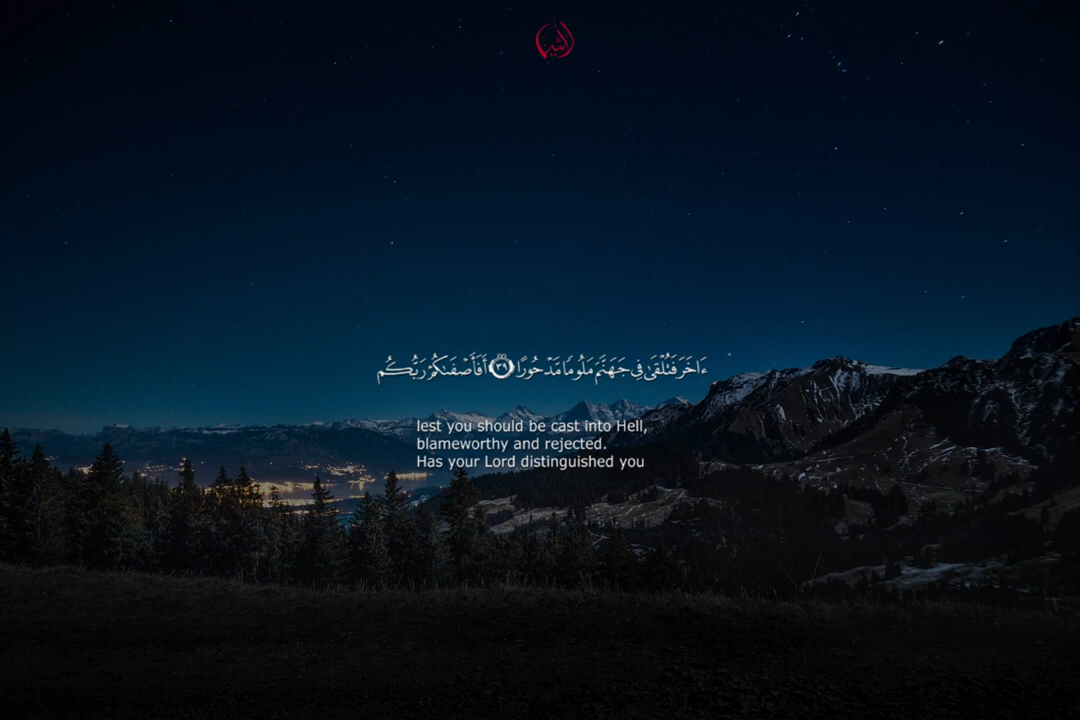 ءَاخَرَ فَتُلْقَىٰ فِى جَهَنَّمَ مَلُومًا مَّدْحُورًا ٣٩ أَفَأَصْفَىٰكُمْ رَبُّكُم
lest you should be cast into Hell,
blameworthy and rejected.
Has your Lord distinguished you